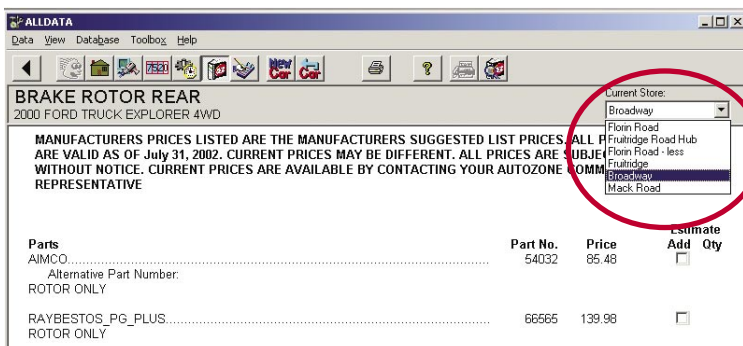 ALLDATA
Data View Database Toolbox Help
7520 New Car Car ?
BRAKE ROTOR REAR
2000 FORD TRUCK EXPLORER 4WD
Current Store:
Broadway
Florin Road
Fruitridge Road Hub
Florin Road - less
Fruitridge
Broadway
Mack Road
MANUFACTURERS PRICES LISTED ARE THE MANUFACTURERS SUGGESTED LIST PRICES. ALL P
ARE VALID AS OF July 31, 2002. CURRENT PRICES MAY BE DIFFERENT. ALL PRICES ARE SUBJE
WITHOUT NOTICE. CURRENT PRICES ARE AVAILABLE BY CONTACTING YOUR AUTOZONE COMM
REPRESENTATIVE
Estimate
Parts Part No. Price Add Qty
AIMCO 54032 85.48
Alternative Part Number:
ROTOR ONLY
RAYBESTOS_PG_PLUS 66565 139.98
ROTOR ONLY